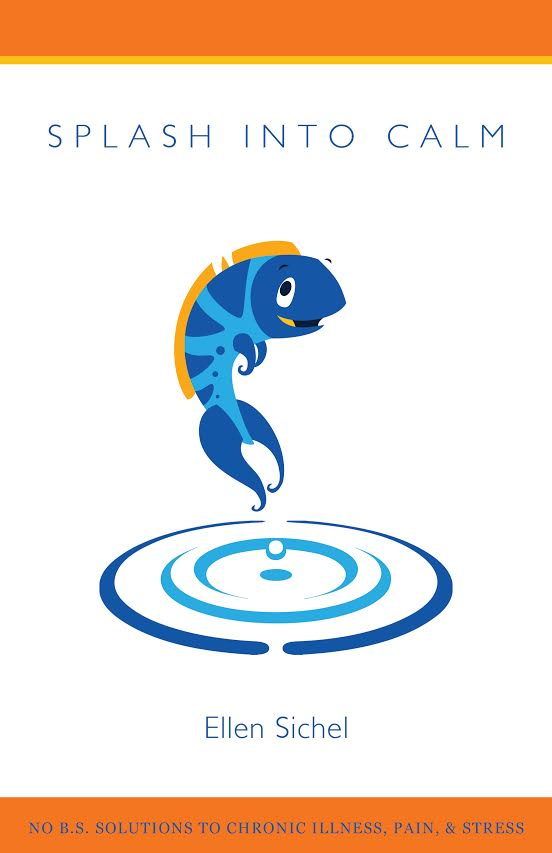 SPLASH INTO CALM
Ellen Sichel
NO B.S. SOLUTIONS TO CHRONIC ILLNESS, PAIN, & STRESS